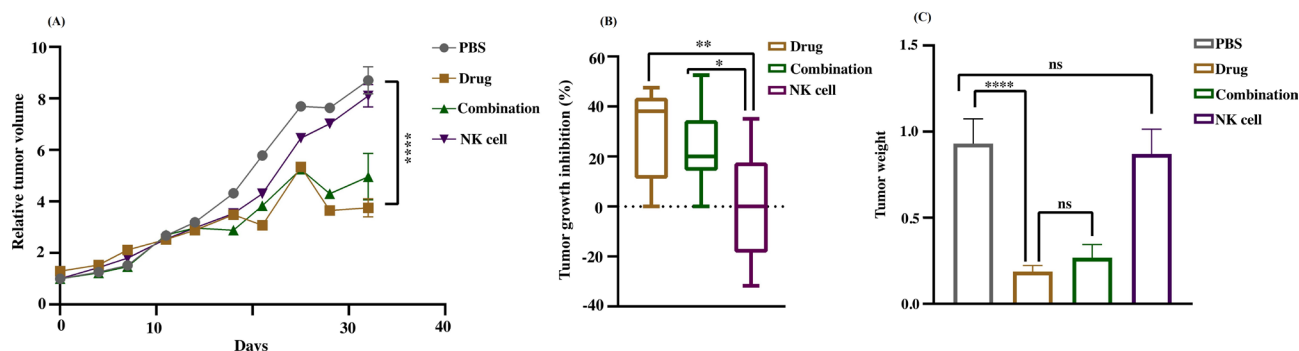 (A)
10
8
6
4
2
0
0
10
20
30
40
Relative tumor volume
Days
PBS
Drug
Combination
NK cell
****
(B)
60
40
20
0
-20
-40
Tumor growth inhibition (%)
**
*
Drug
Combination
NK cell
(C)
1.5
1.0
0.5
0.0
Tumor weight
ns
****
ns
PBS
Drug
Combination
NK cell